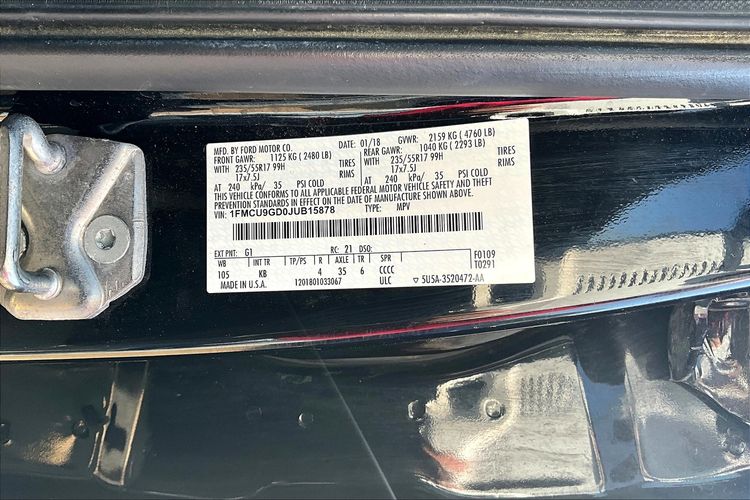 MFD. BY FORD MOTOR CO. DATE: 01/18 GVWR: 2159 KG ( 4760 LB)
FRONT GAWR: 1125 KG ( 2480 LB) REAR GAWR: 1040 KG ( 2293 LB)
235/55R17 99H TIRES 235/55R17 99H TIRES
17x7.5J RIMS 17x7.5J RIMS
AT 240 kPa/ 35 PSI COLD AT 240 kPa/ 35 PSI COLD
THIS VEHICLE CONFORMS TO ALL APPLICABLE FEDERAL MOTOR VEHICLE SAFETY AND THEFT
PREVENTION STANDARDS IN EFFECT ON THE DATE OF MANUFACTURE SHOWN ABOVE.
VIN: 1FMCU9GD0JUB15878 TYPE: MPV
EXT PNT: G1 RC: 21 DSO: F0109
WB INT TR TP/PS R AXLE TR SPR T0291
105 KB 4 35 6 CCCC
MADE IN U.S.A. 1201801033067 ULC ▽ 5U5A-3520472-AA